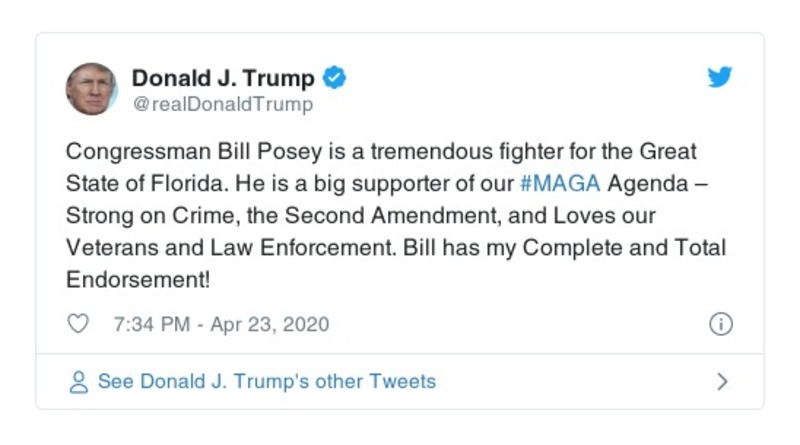 Donald J. Trump
@realDonaldTrump
Congressman Bill Posey is a tremendous fighter for the Great
State of Florida. He is a big supporter of our #MAGA Agenda –
Strong on Crime, the Second Amendment, and Loves our
Veterans and Law Enforcement. Bill has my Complete and Total
Endorsement!
7:34 PM - Apr 23, 2020
See Donald J. Trump's other Tweets